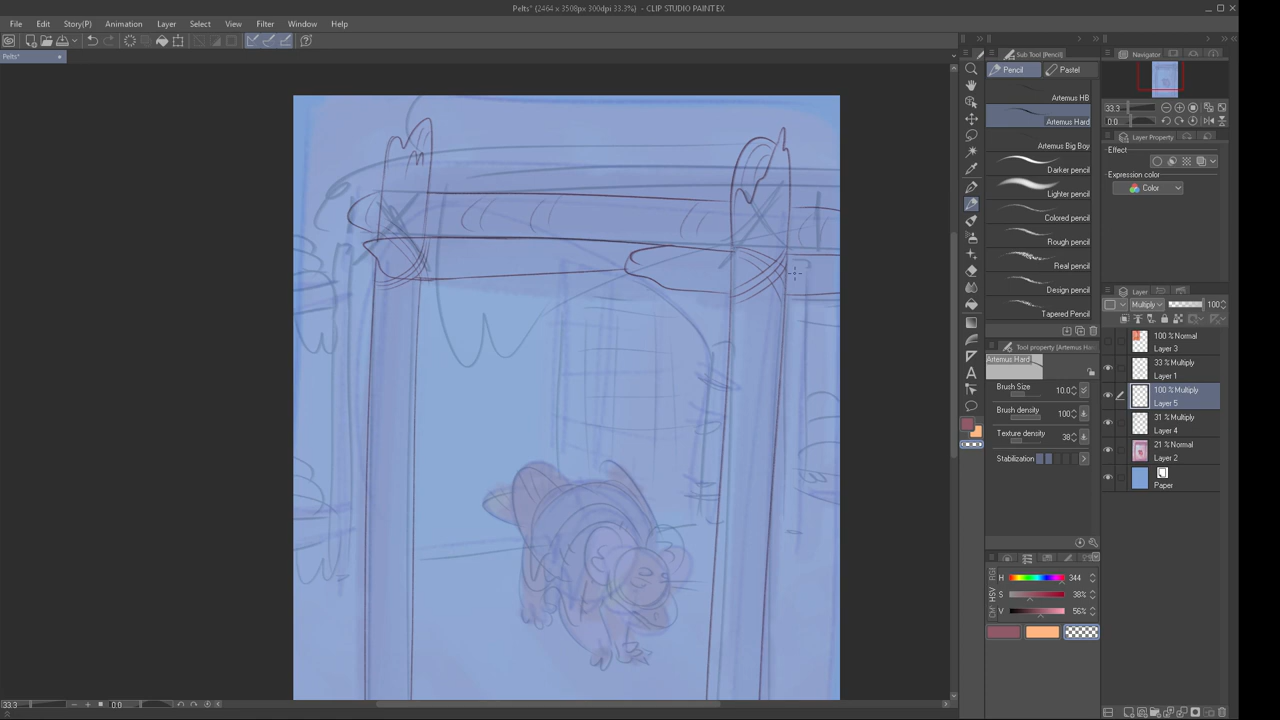 Pelts* (2464 x 3508px 300dpi 33.3%) - CLIP STUDIO PAINT EX
File Edit Story(P) Animation Layer Select View Filter Window Help
Pelts*
Sub Tool [Pencil]
Pencil Pastel
Artemus HB
Artemus Hard
Artemus Big Boy
Darker pencil
Lighter pencil
Colored pencil
Rough pencil
Real pencil
Design pencil
Tapered Pencil
Tool property [Artemus Ha
Artemus Hard
Brush Size 10.0
Brush density 100
Texture density 38
Stabilization
Navigator
33.3
0.0
Layer Property
Effect
Expression color
Color
Layer
Multiply 100
100 % Normal
Layer 3
33 % Multiply
Layer 1
100 % Multiply
Layer 5
31 % Multiply
Layer 4
21 % Normal
Layer 2
Paper
HSV
H 344
S 38%
V 56%
33.3 0.0